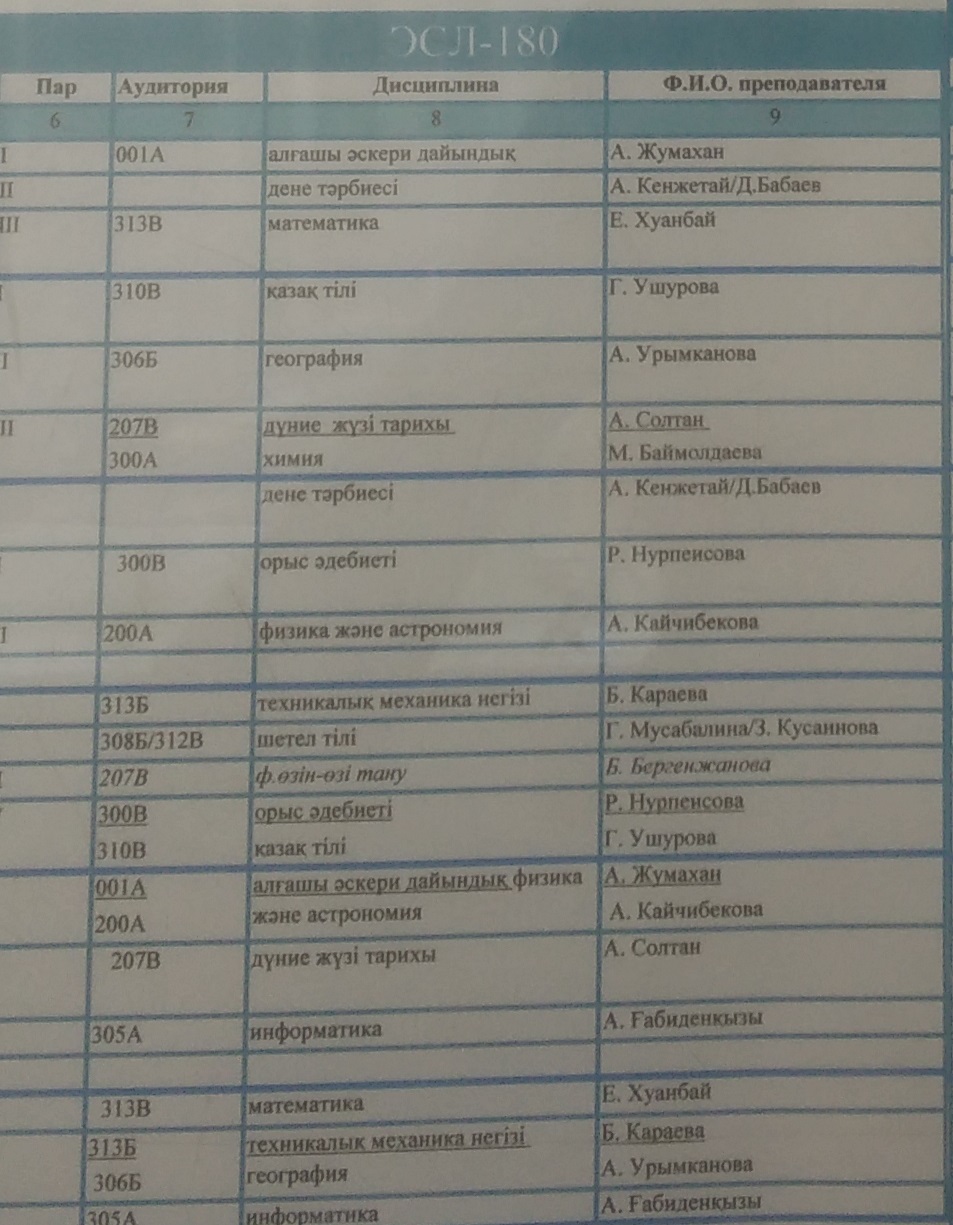 ЭСЛ-180
Пар Аудитория Дисциплина Ф.И.О. преподавателя
6 7 8 9
I 001А алғашы әскери дайындық А. Жумахан
II дене тәрбиесі А. Кенжетай/Д.Бабаев
III 313В математика Е. Хуанбай
310В казақ тілі Г. Ушурова
I 306Б география А. Урымканова
II 207В дүние жүзі тарихы А. Солтан
300А химия М. Баймолдаева
дене тәрбиесі А. Кенжетай/Д.Бабаев
300В орыс әдебиеті Р. Нурпеисова
I 200А физика және астрономия А. Кайчибекова
313Б техникалық механика негізі Б. Караева
308Б/312В шетел тілі Г. Мусабалина/З. Кусаинова
207В ф.өзін-өзі тану Б. Бергенжанова
300В орыс әдебиеті Р. Нурпеисова
310В казақ тілі Г. Ушурова
001А алғашы әскери дайындық физика А. Жумахан
200А және астрономия А. Кайчибекова
207В дүние жүзі тарихы А. Солтан
305А информатика А. Ғабиденқызы
313В математика Е. Хуанбай
313Б техникалық механика негізі Б. Караева
306Б география А. Урымканова
305А информатика А. Ғабиденқызы